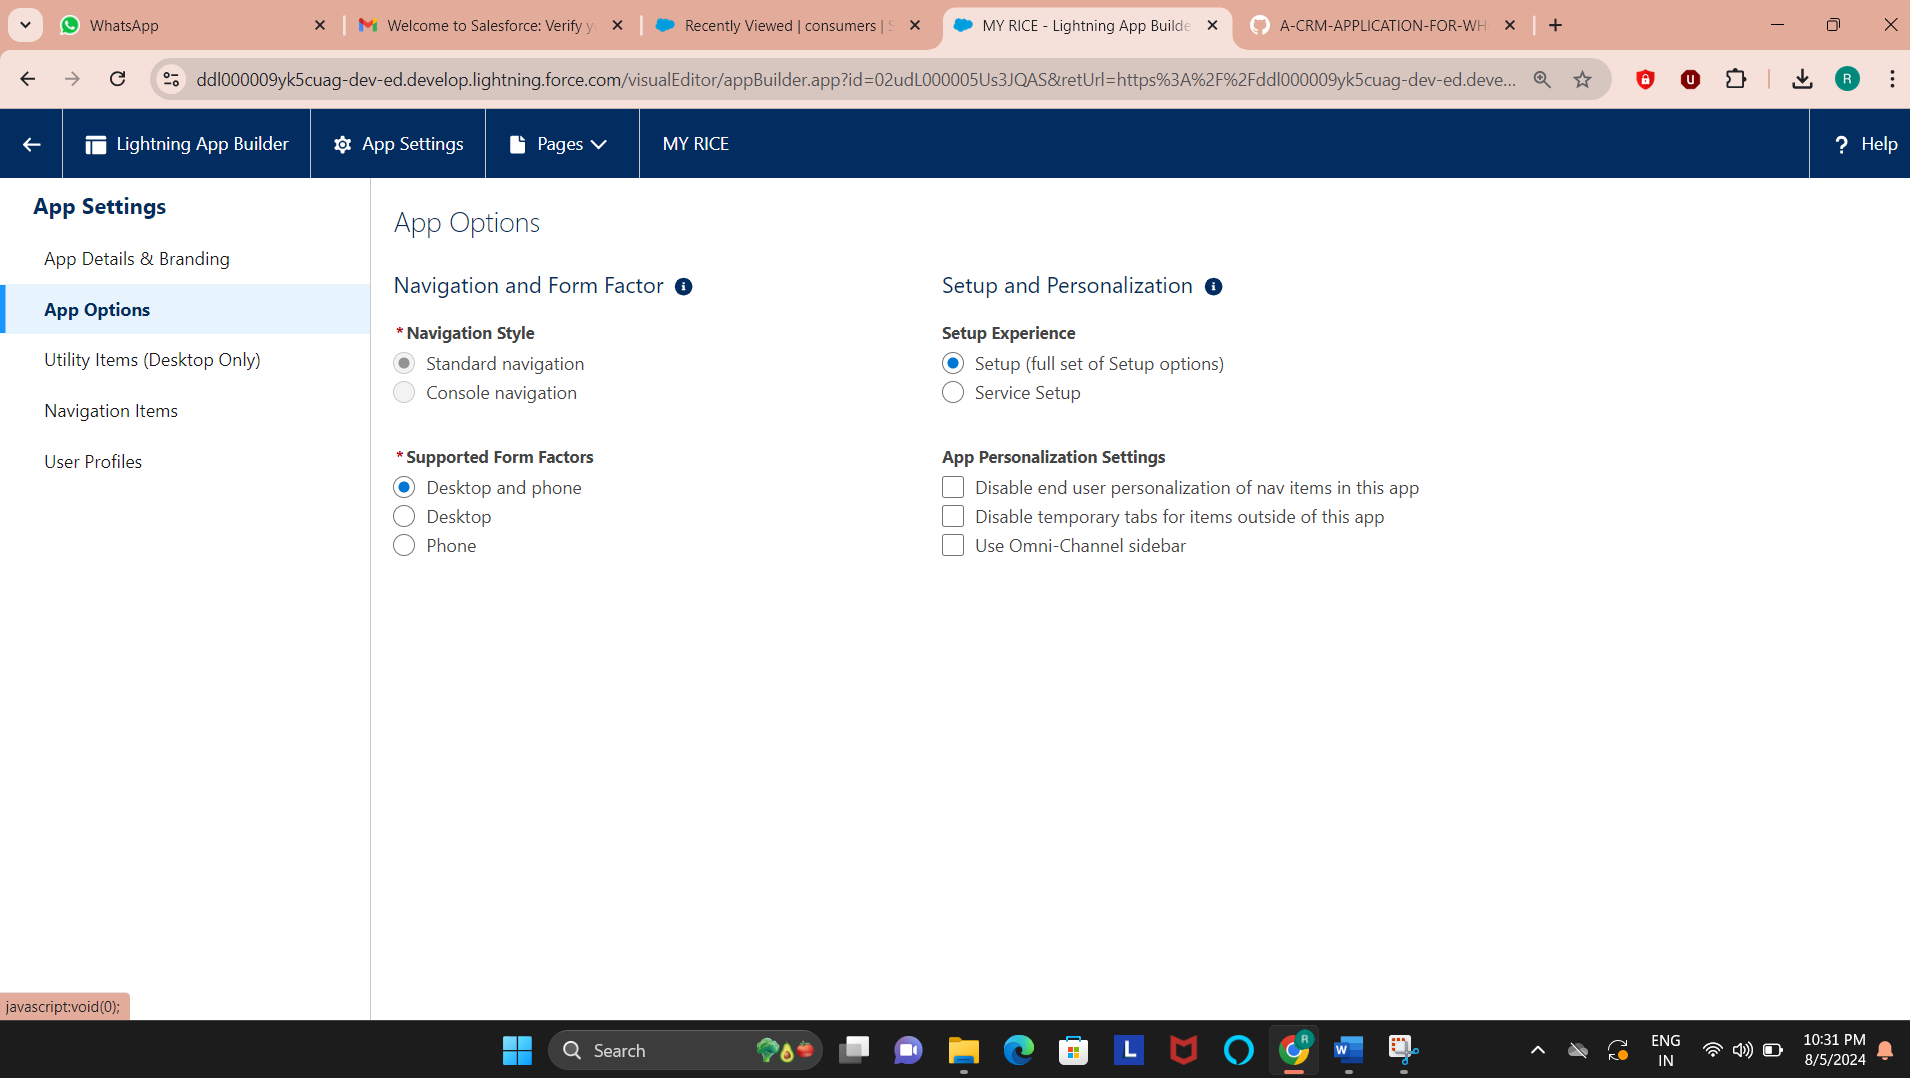 WhatsApp
Welcome to Salesforce: Verify y
Recently Viewed | consumers | S
MY RICE - Lightning App Builde
A-CRM-APPLICATION-FOR-WH
ddl000009yk5cuag-dev-ed.develop.lightning.force.com/visualEditor/appBuilder.app?id=02udL000005Us3JQAS&retUrl=https%3A%2F%2Fddl000009yk5cuag-dev-ed.deve...
R
Lightning App Builder
App Settings
Pages
MY RICE
? Help
App Settings
App Details & Branding
App Options
Utility Items (Desktop Only)
Navigation Items
User Profiles
App Options
Navigation and Form Factor
* Navigation Style
Standard navigation
Console navigation
* Supported Form Factors
Desktop and phone
Desktop
Phone
Setup and Personalization
Setup Experience
Setup (full set of Setup options)
Service Setup
App Personalization Settings
Disable end user personalization of nav items in this app
Disable temporary tabs for items outside of this app
Use Omni-Channel sidebar
javascript:void(0);
Search
L
R
W
ENG
IN
10:31 PM
8/5/2024